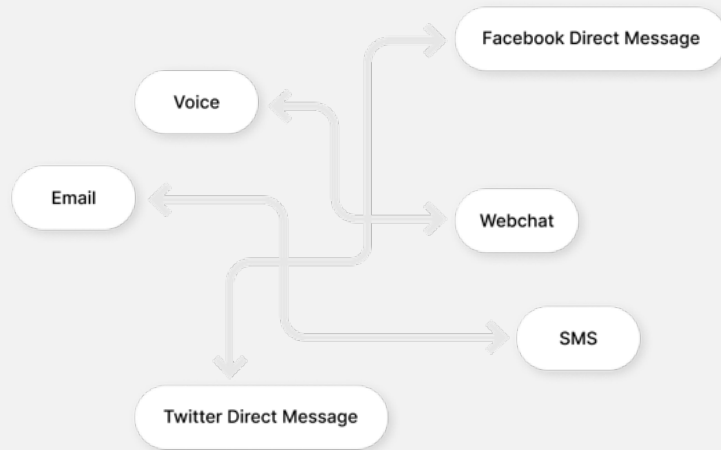 Facebook Direct Message
Voice
Email
Webchat
SMS
Twitter Direct Message